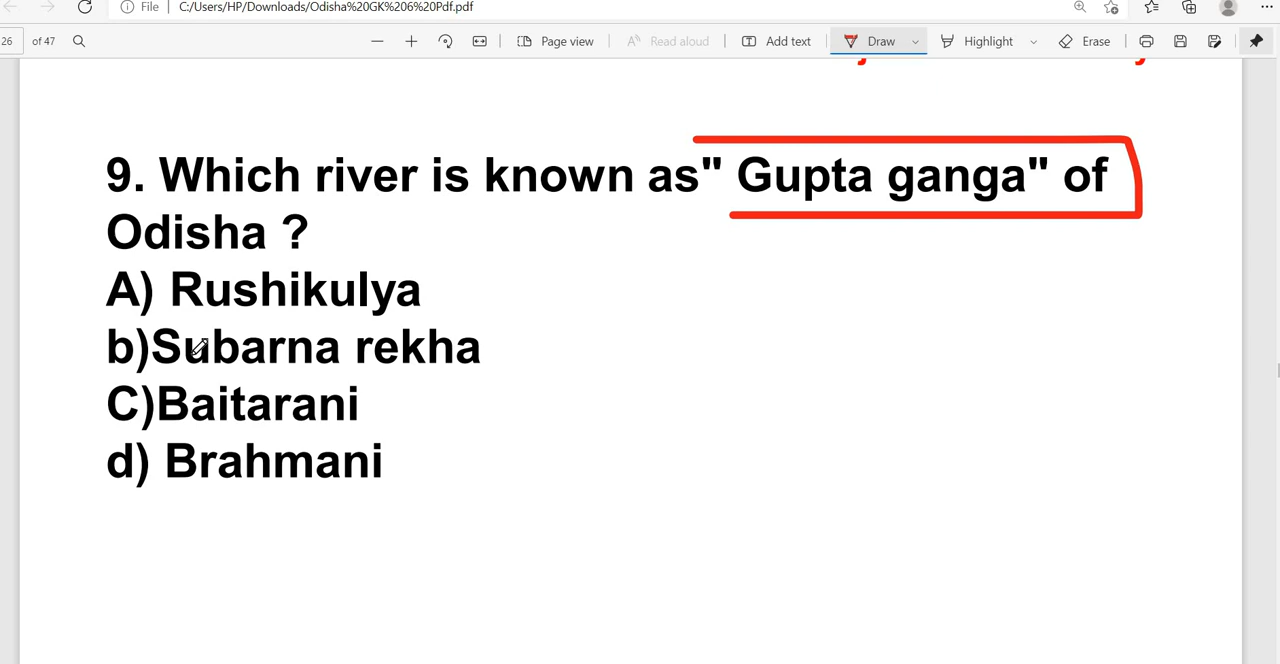 File | C:/Users/HP/Downloads/Odisha%20GK%206%20Pdf.pdf
26 of 47 Page view Read aloud Add text Draw Highlight Erase
9. Which river is known as" Gupta ganga" of
Odisha ?
A) Rushikulya
b)Subarna rekha
C)Baitarani
d) Brahmani